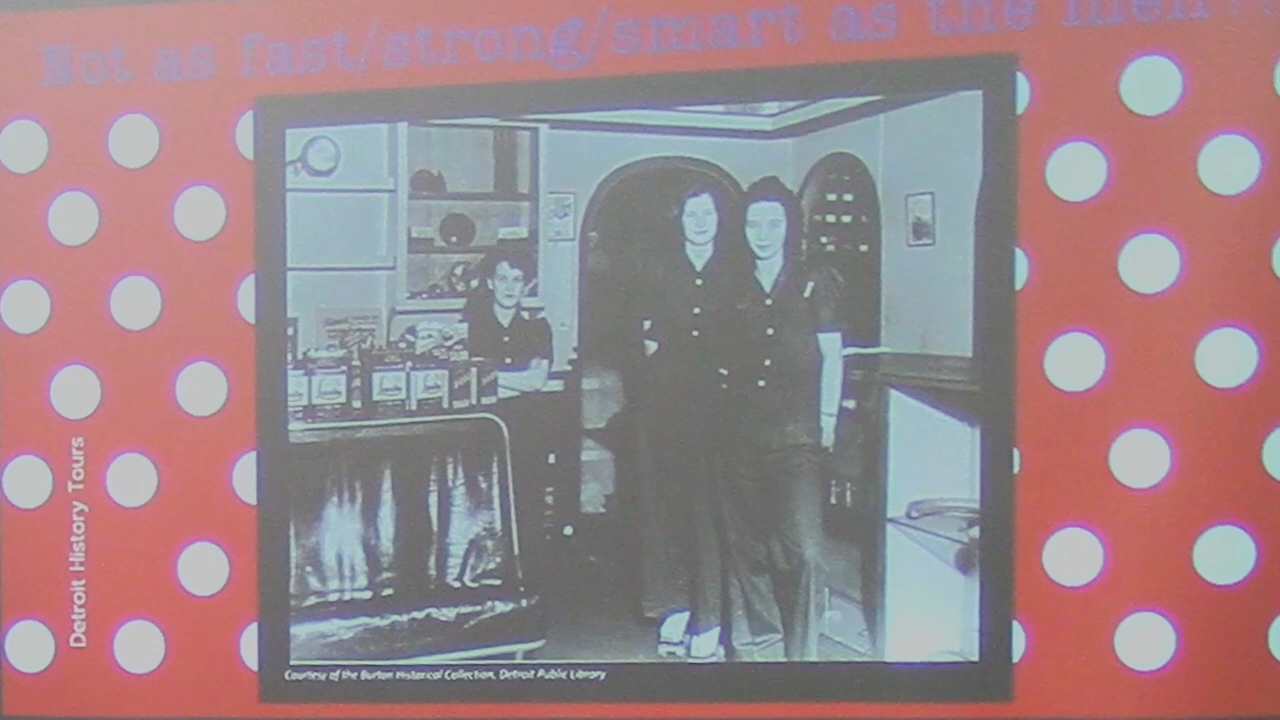 Not as fast/strong/smart as the men??
Detroit History Tours
Courtesy of the Burton Historical Collection, Detroit Public Library